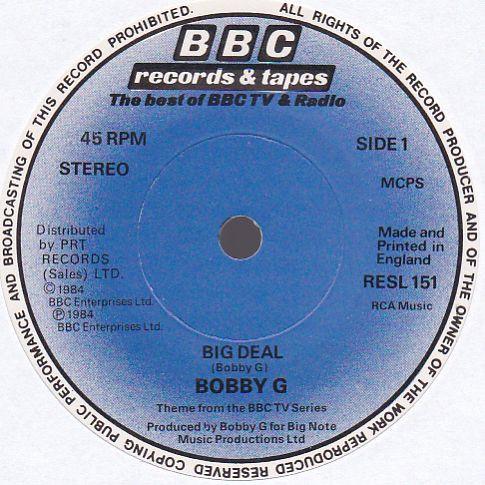 ALL RIGHTS OF THE RECORD PRODUCER AND OF THE OWNER OF THE WORK REPRODUCED RESERVED COPYING PUBLIC PERFORMANCE AND BROADCASTING OF THIS RECORD PROHIBITED.
BBC
records & tapes
The best of BBC TV & Radio
45 RPM
STEREO
SIDE 1
MCPS
Distributed
by PRT
RECORDS
(Sales) LTD.
Ⓒ 1984
BBC Enterprises Ltd.
Ⓟ 1984
BBC Enterprises Ltd.
Made and
Printed in
England
RESL 151
RCA Music
BIG DEAL
(Bobby G)
BOBBY G
Theme from the BBC TV Series
Produced by Bobby G for Big Note
Music Productions Ltd